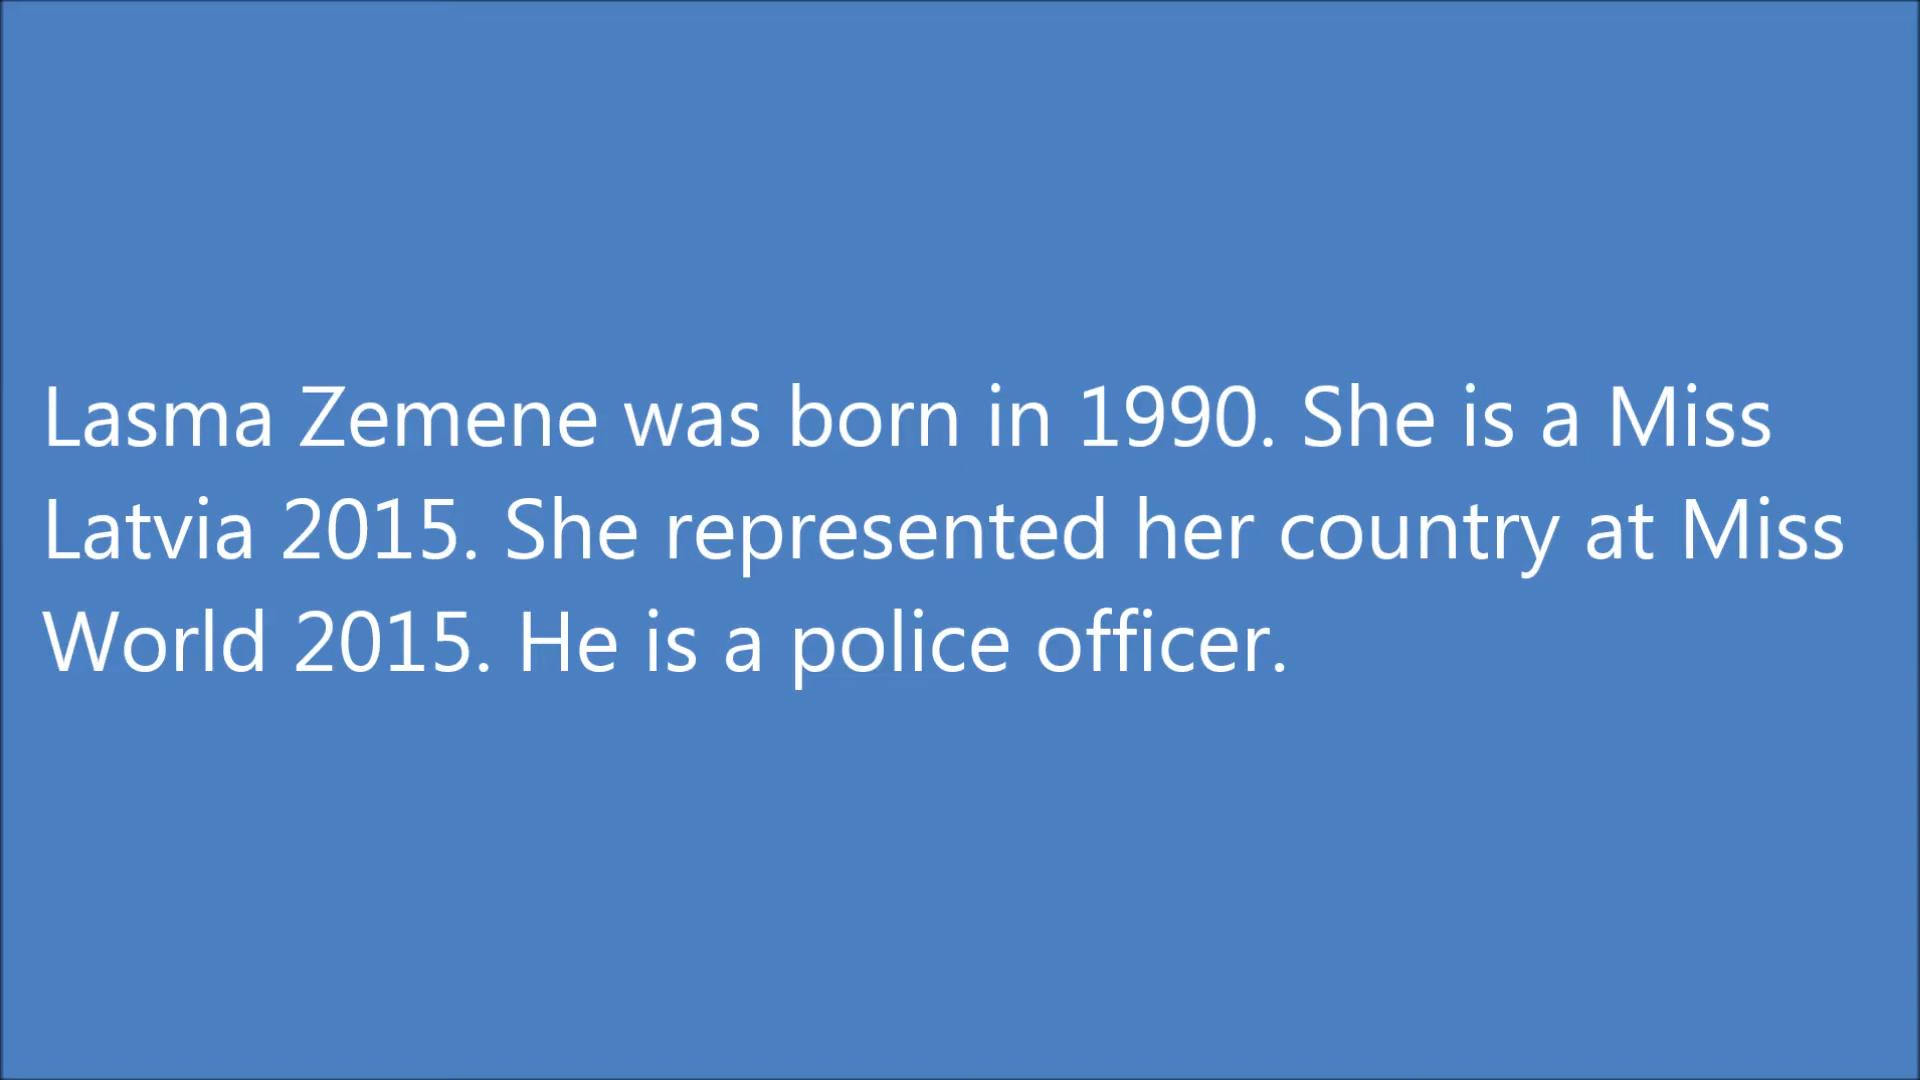 Lasma Zemene was born in 1990. She is a Miss
Latvia 2015. She represented her country at Miss
World 2015. He is a police officer.